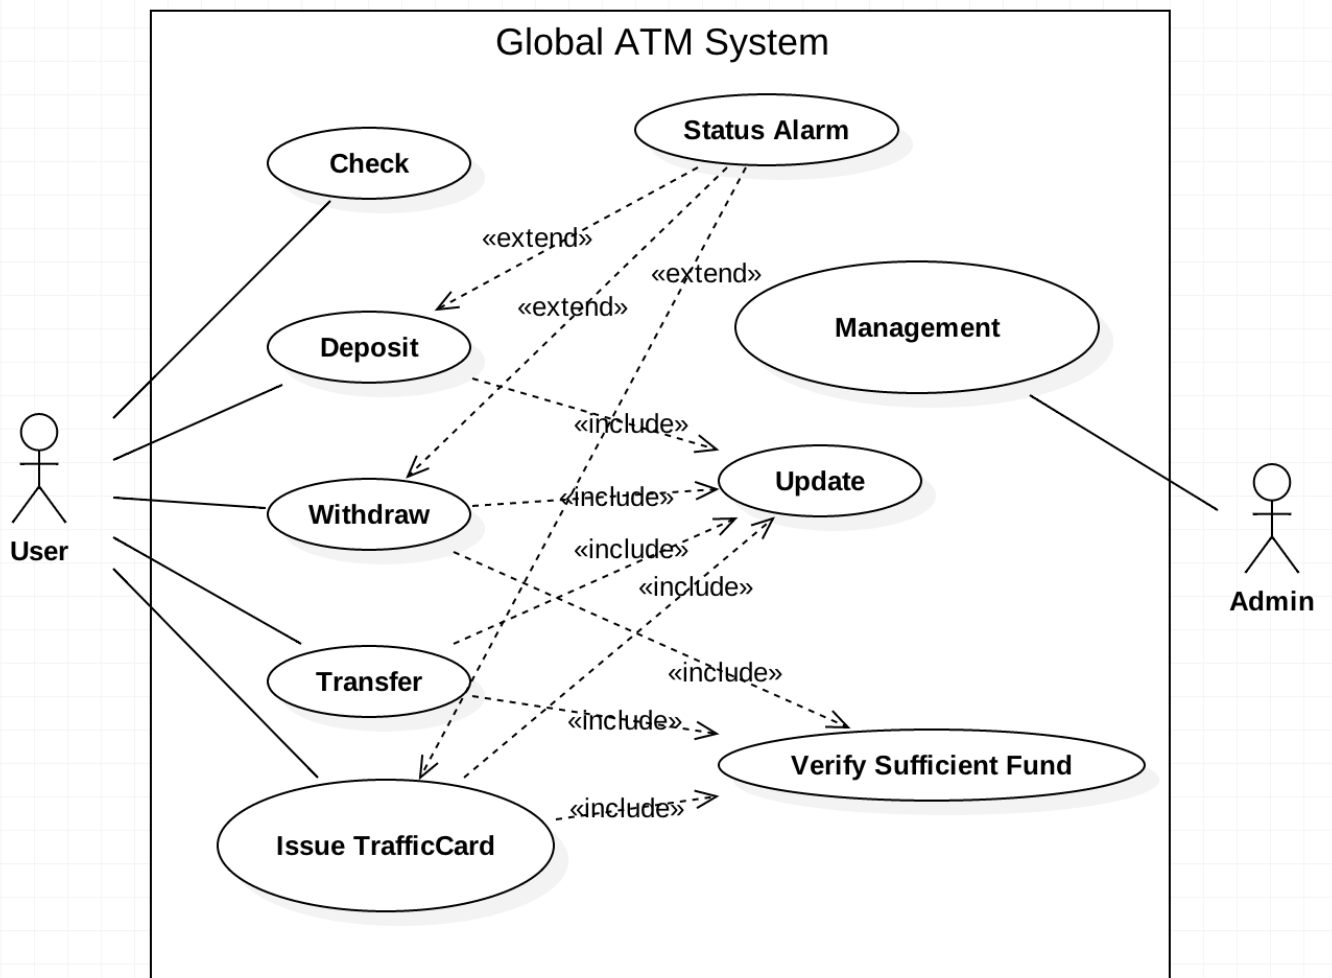 Global ATM System
Status Alarm
Check
«extend»
«extend»
«extend»
Management
Deposit
«include»
Update
«include»
Withdraw
«include»
User
«include»
Admin
«include»
Transfer
«include»
Verify Sufficient Fund
«include»
Issue TrafficCard